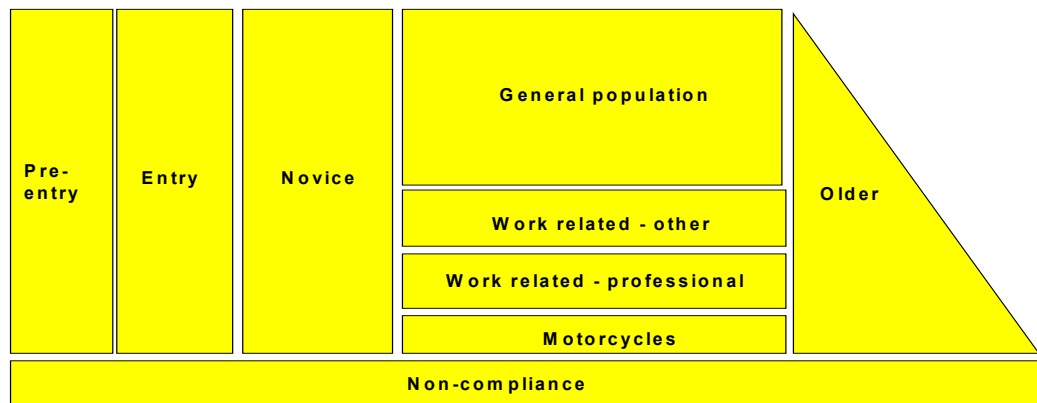 Pre-
entry
Entry
Novice
General population
Work related - other
Work related - professional
Motorcycles
Older
Non-compliance